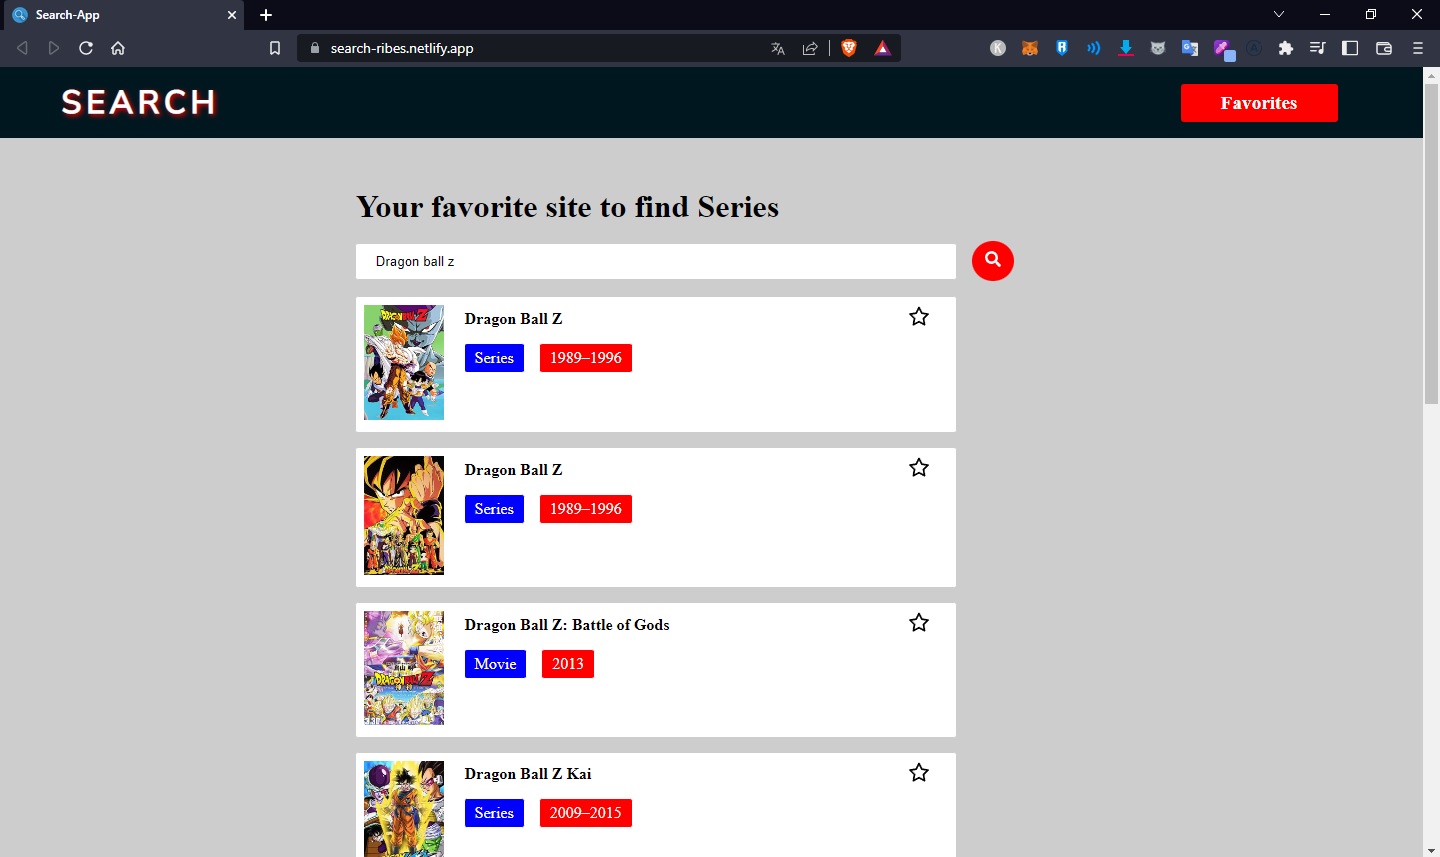 Search-App
search-ribes.netlify.app
SEARCH
Favorites
Your favorite site to find Series
Dragon ball z
Dragon Ball Z
Series 1989–1996
Dragon Ball Z
Series 1989–1996
Dragon Ball Z: Battle of Gods
Movie 2013
Dragon Ball Z Kai
Series 2009–2015